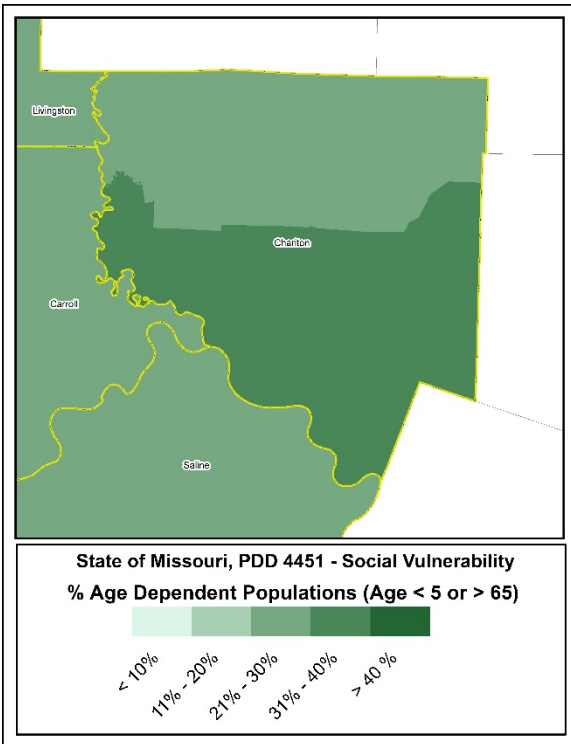 Livingston
Chariton
Carroll
Saline
State of Missouri, PDD 4451 - Social Vulnerability
% Age Dependent Populations (Age < 5 or > 65)
< 10%
11% - 20%
21% - 30%
31% - 40%
> 40 %